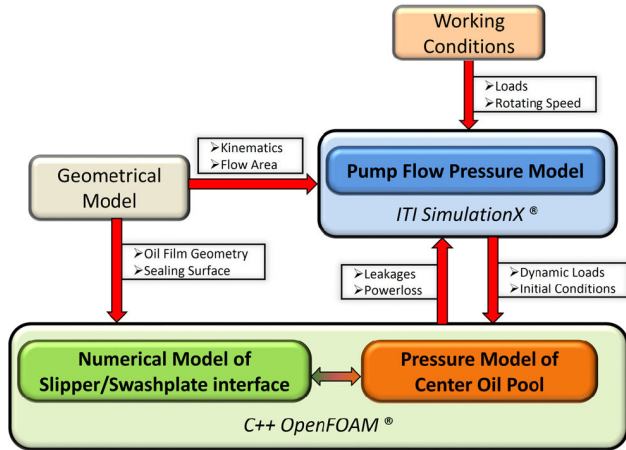 Working
Conditions
➢Loads
➢Rotating Speed
➢Kinematics
➢Flow Area
Geometrical
Model
Pump Flow Pressure Model
ITI SimulationX ®
➢Oil Film Geometry
➢Sealing Surface
➢Leakages
➢Powerloss
➢Dynamic Loads
➢Initial Conditions
Numerical Model of
Slipper/Swashplate interface
Pressure Model of
Center Oil Pool
C++ OpenFOAM ®